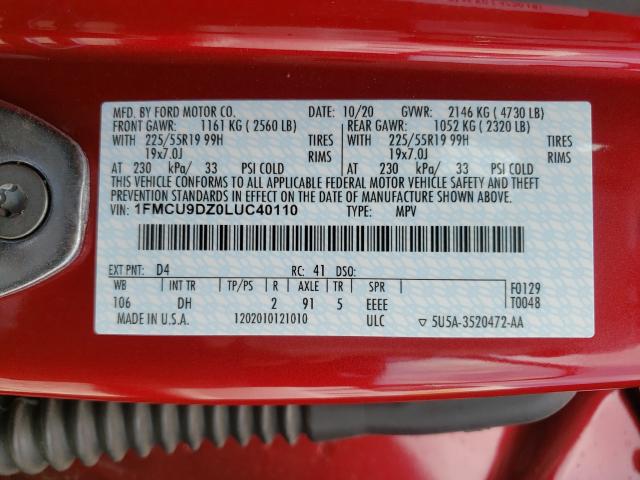 MFD. BY FORD MOTOR CO. DATE: 10/20 GVWR: 2146 KG ( 4730 LB)
FRONT GAWR: 1161 KG ( 2560 LB) REAR GAWR: 1052 KG ( 2320 LB)
WITH 225/55R19 99H TIRES WITH 225/55R19 99H TIRES
19x7.0J RIMS 19x7.0J RIMS
AT 230 kPa/ 33 PSI COLD AT 230 kPa/ 33 PSI COLD
THIS VEHICLE CONFORMS TO ALL APPLICABLE FEDERAL MOTOR VEHICLE SAFETY AND THEFT
PREVENTION STANDARDS IN EFFECT ON THE DATE OF MANUFACTURE SHOWN ABOVE.
VIN: 1FMCU9DZ0LUC40110 TYPE: MPV
EXT PNT: D4 RC: 41 DSO:
WB INT TR TP/PS R AXLE TR SPR F0129
106 DH 2 91 5 EEEE T0048
MADE IN U.S.A. 1202010121010 ULC ▽ 5U5A-3520472-AA